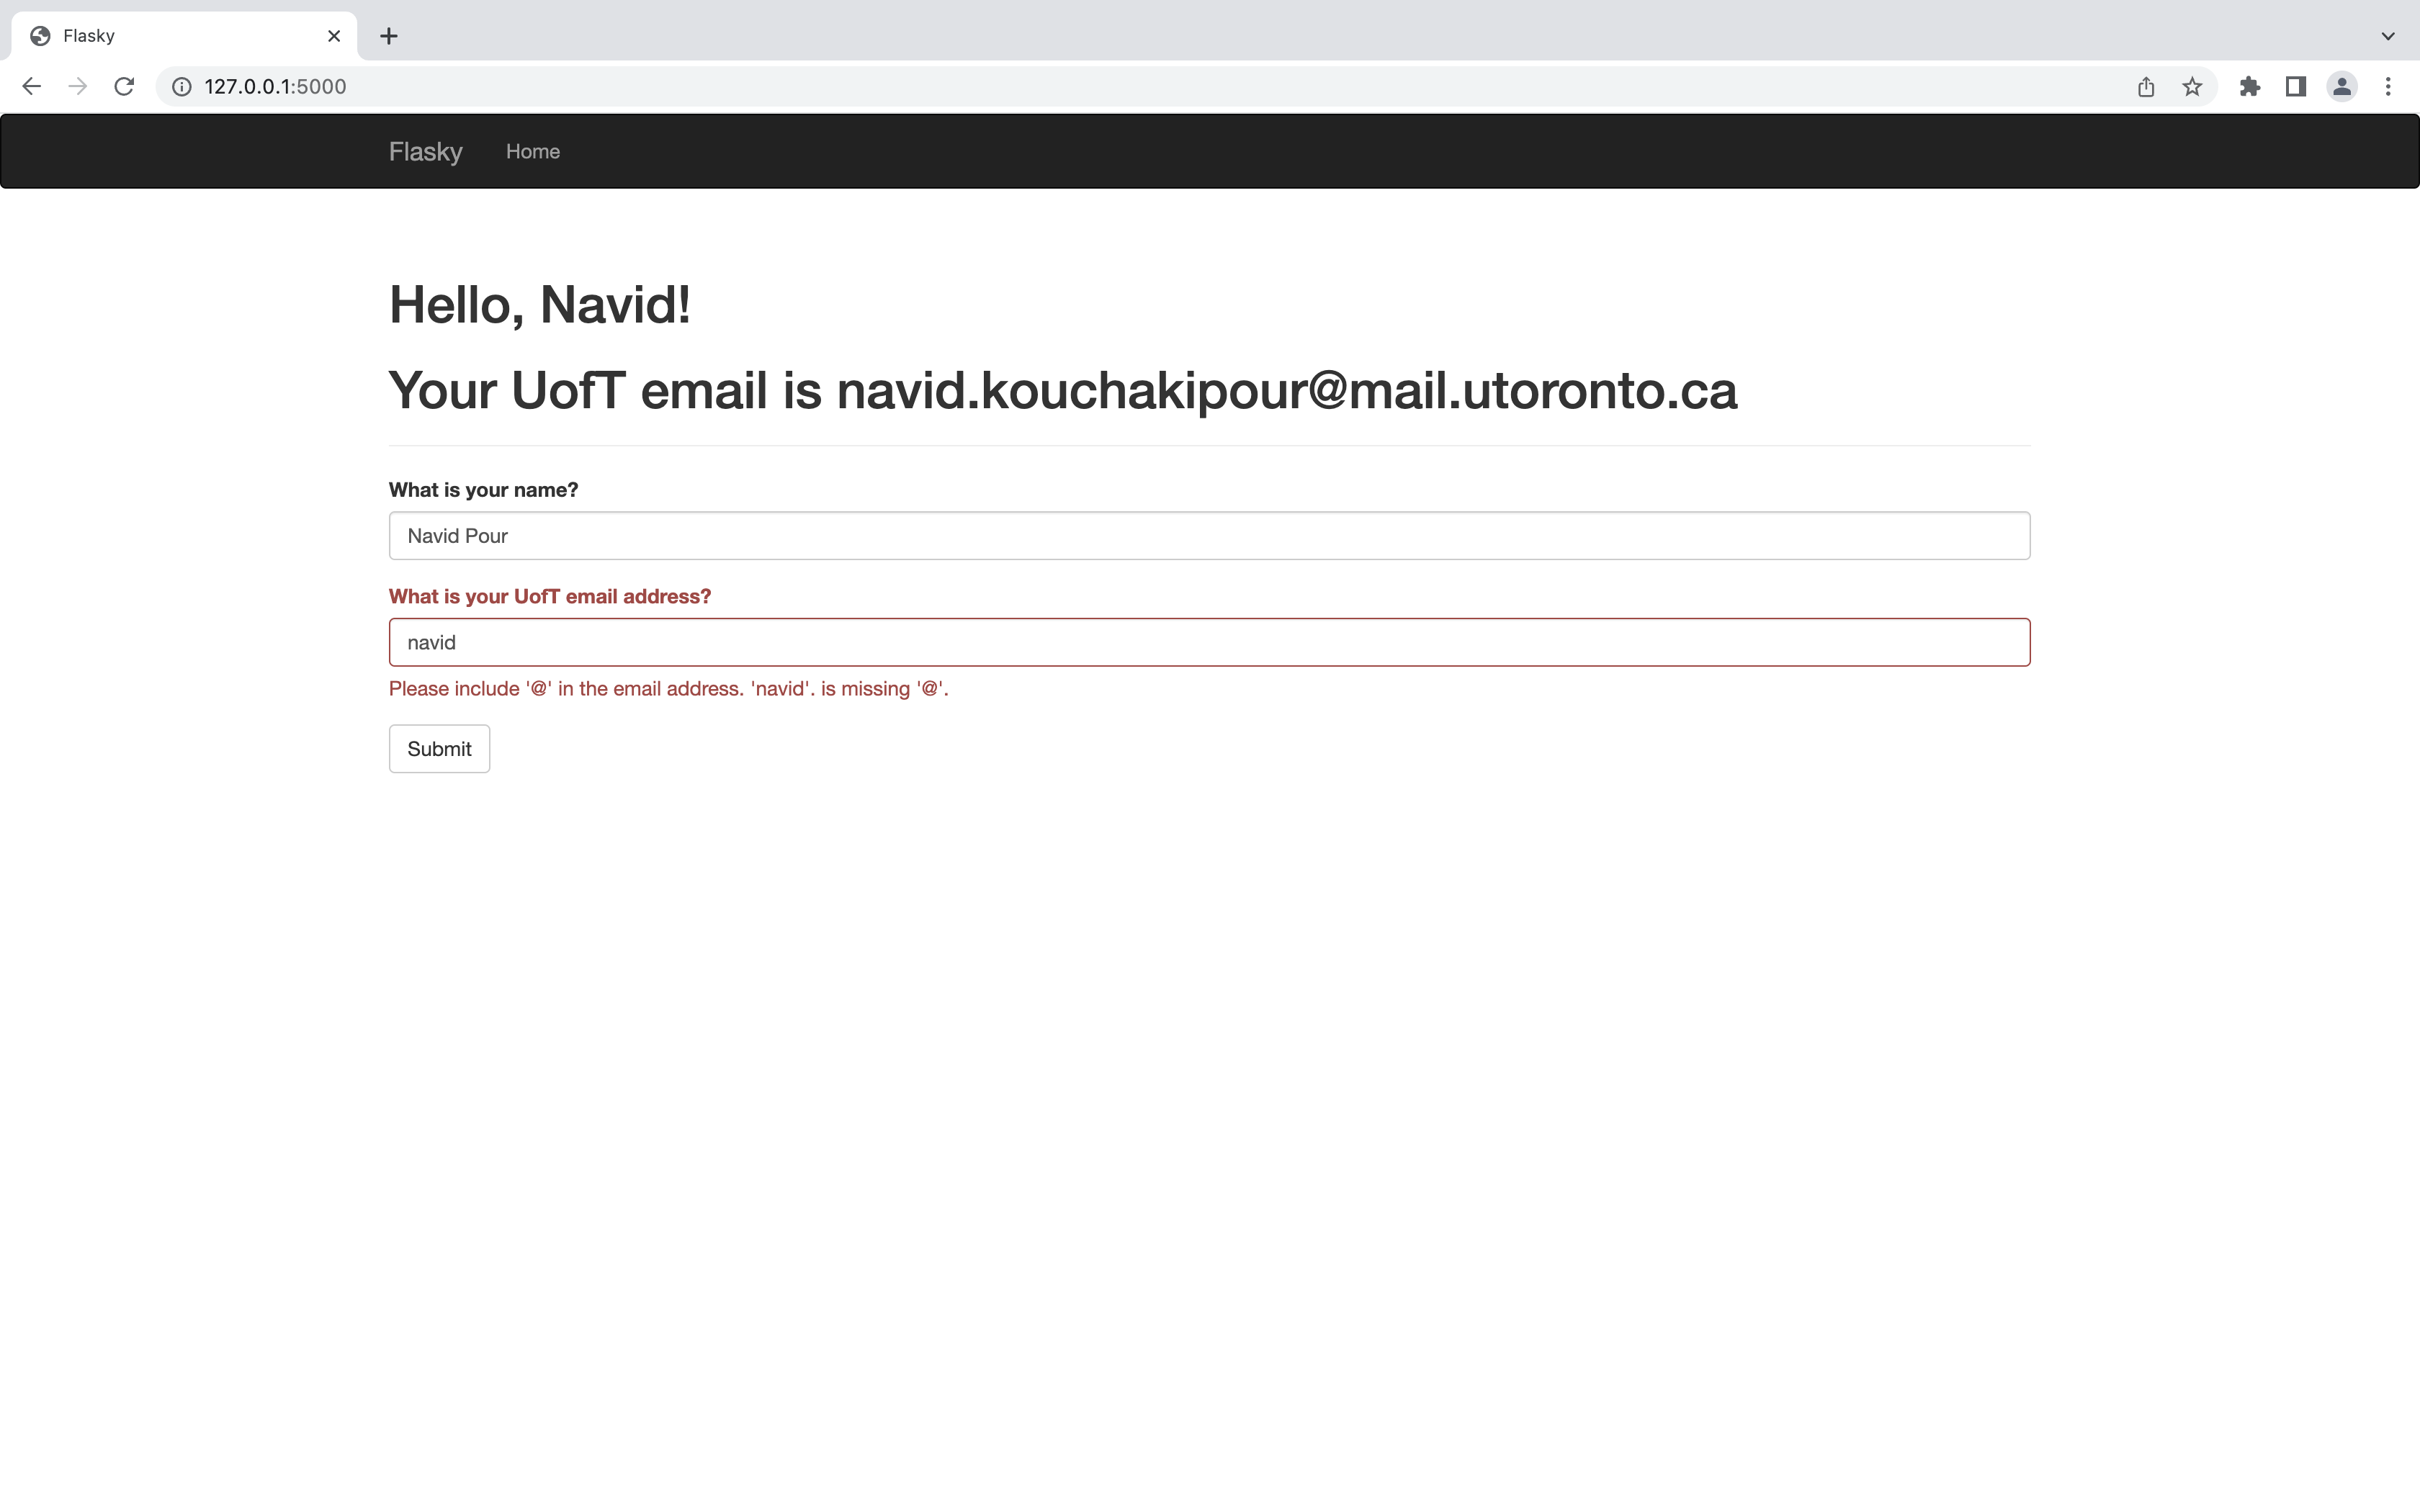 Flasky
127.0.0.1:5000
Flasky Home
Hello, Navid!
Your UofT email is navid.kouchakipour@mail.utoronto.ca
What is your name?
Navid Pour
What is your UofT email address?
navid
Please include '@' in the email address. 'navid'. is missing '@'.
Submit